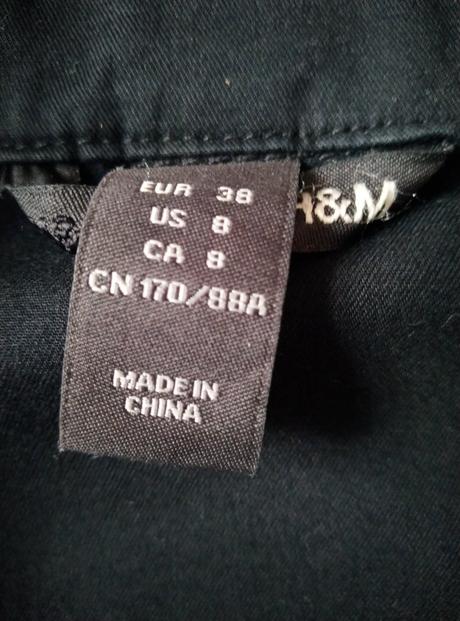 H&M
EUR 38
US 8
CA 8
CN 170/88A
MADE IN
CHINA